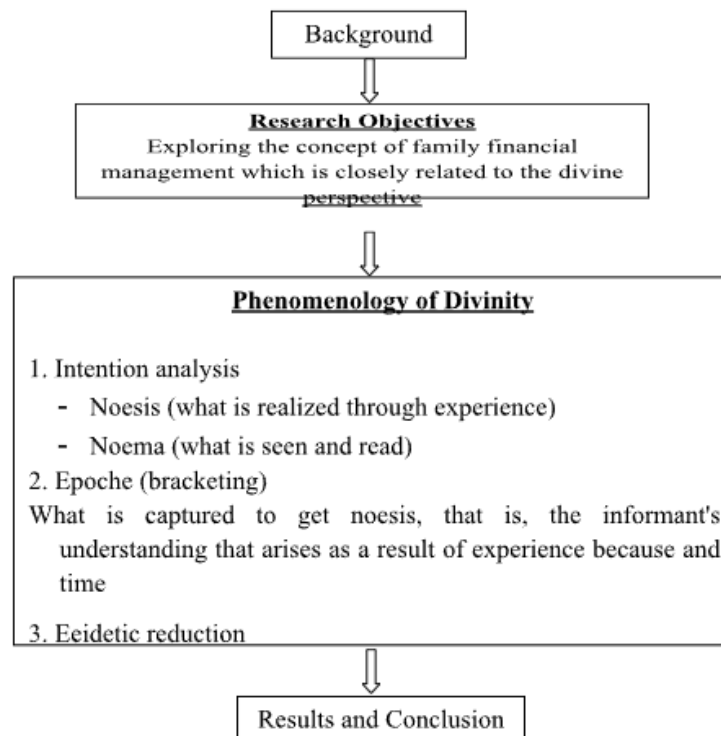 Background
Research Objectives
Exploring the concept of family financial
management which is closely related to the divine
perspective
Phenomenology of Divinity
1. Intention analysis
- Noesis (what is realized through experience)
- Noema (what is seen and read)
2. Epoche (bracketing)
What is captured to get noesis, that is, the informant's
understanding that arises as a result of experience because and
time
3. Eeidetic reduction
Results and Conclusion